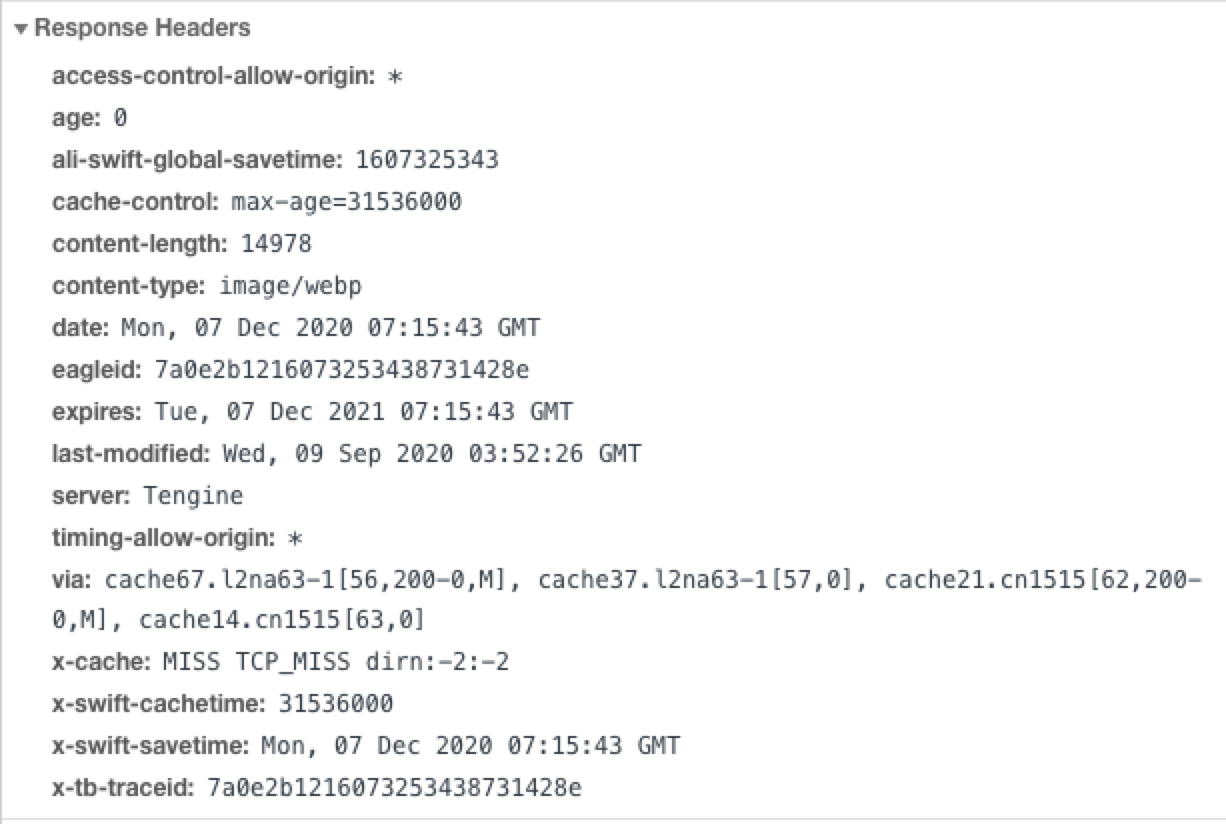 Response Headers
access-control-allow-origin: *
age: 0
ali-swift-global-savetime: 1607325343
cache-control: max-age=31536000
content-length: 14978
content-type: image/webp
date: Mon, 07 Dec 2020 07:15:43 GMT
eagleid: 7a0e2b12160732534387 31428e
expires: Tue, 07 Dec 2021 07:15:43 GMT
last-modified: Wed, 09 Sep 2020 03:52:26 GMT
server: Tengine
timing-allow-origin: *
via: cache67.l2na63-1[56,200-0,M], cache37.l2na63-1[57,0], cache21.cn1515[62,200-
0,M], cache14.cn1515[63,0]
x-cache: MISS TCP_MISS dirn:-2:-2
x-swift-cachetime: 31536000
x-swift-savetime: Mon, 07 Dec 2020 07:15:43 GMT
x-tb-traceid: 7a0e2b1216073253438731428e